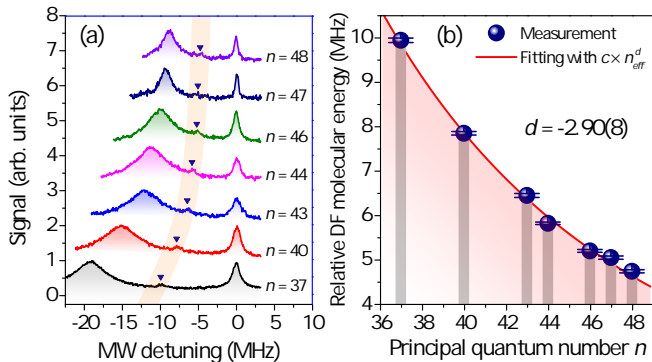 (a)
8
7
6
5
4
3
2
1
0
Signal (arb. units)
n = 48
n = 47
n = 46
n = 44
n = 43
n = 40
n = 37
-25 -20 -15 -10 -5 0 5 10
MW detuning (MHz)
(b)
Measurement
Fitting with c × n_eff^d
d = -2.90(8)
10
9
8
7
6
5
4
Relative DF molecular energy (MHz)
36 38 40 42 44 46 48
Principal quantum number n